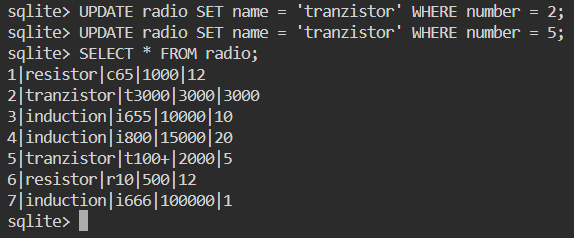 sqlite> UPDATE radio SET name = 'tranzistor' WHERE number = 2;
sqlite> UPDATE radio SET name = 'tranzistor' WHERE number = 5;
sqlite> SELECT * FROM radio;
1|resistor|c65|1000|12
2|tranzistor|t3000|3000|3000
3|induction|i655|10000|10
4|induction|i800|15000|20
5|tranzistor|t100+|2000|5
6|resistor|r10|500|12
7|induction|i666|100000|1
sqlite>